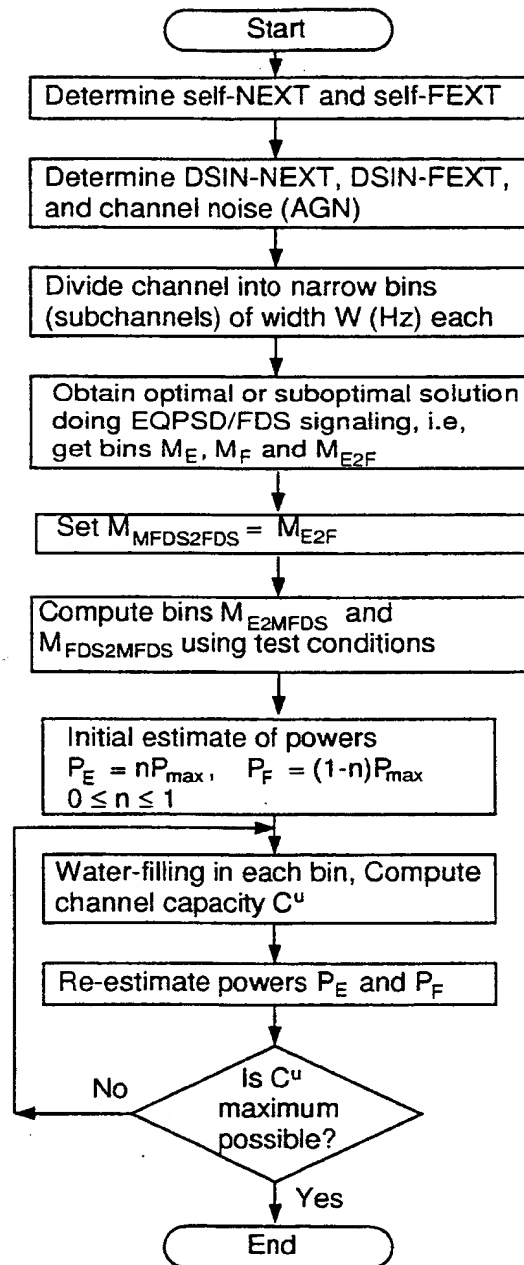 Start
Determine self-NEXT and self-FEXT
Determine DSIN-NEXT, DSIN-FEXT,
and channel noise (AGN)
Divide channel into narrow bins
(subchannels) of width W (Hz) each
Obtain optimal or suboptimal solution
doing EQPSD/FDS signaling, i.e,
get bins M_E, M_F and M_E2F
Set M_MFDS2FDS = M_E2F
Compute bins M_E2MFDS and
M_FDS2MFDS using test conditions
Initial estimate of powers
P_E = nP_max, P_F = (1-n)P_max
0 ≤ n ≤ 1
Water-filling in each bin, Compute
channel capacity C^u
Re-estimate powers P_E and P_F
No
Is C^u
maximum
possible?
Yes
End